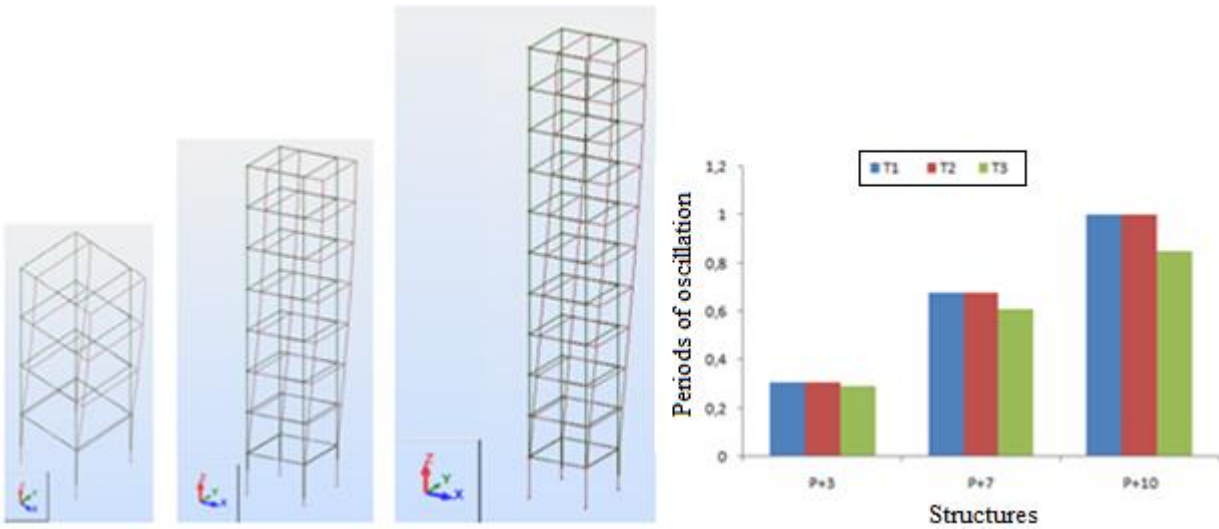 Z
Y
X
Z
Y
X
Z
Y
X
Periods of oscillation
1,2
1
0,8
0,6
0,4
0,2
0
T1 T2 T3
P+3 P+7 P+10
Structures